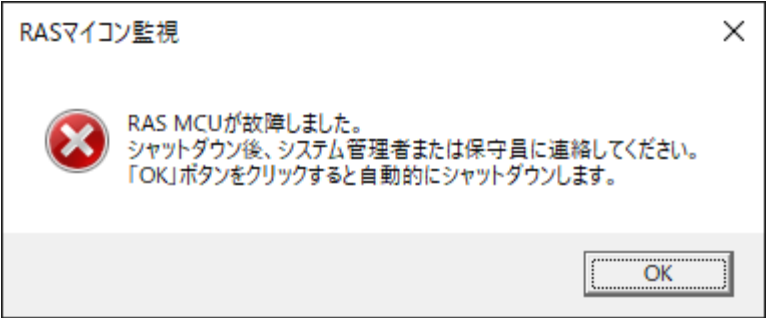 RASマイコン監視
RAS MCUが故障しました。
シャットダウン後、システム管理者または保守員に連絡してください。
「OK」ボタンをクリックすると自動的にシャットダウンします。
OK